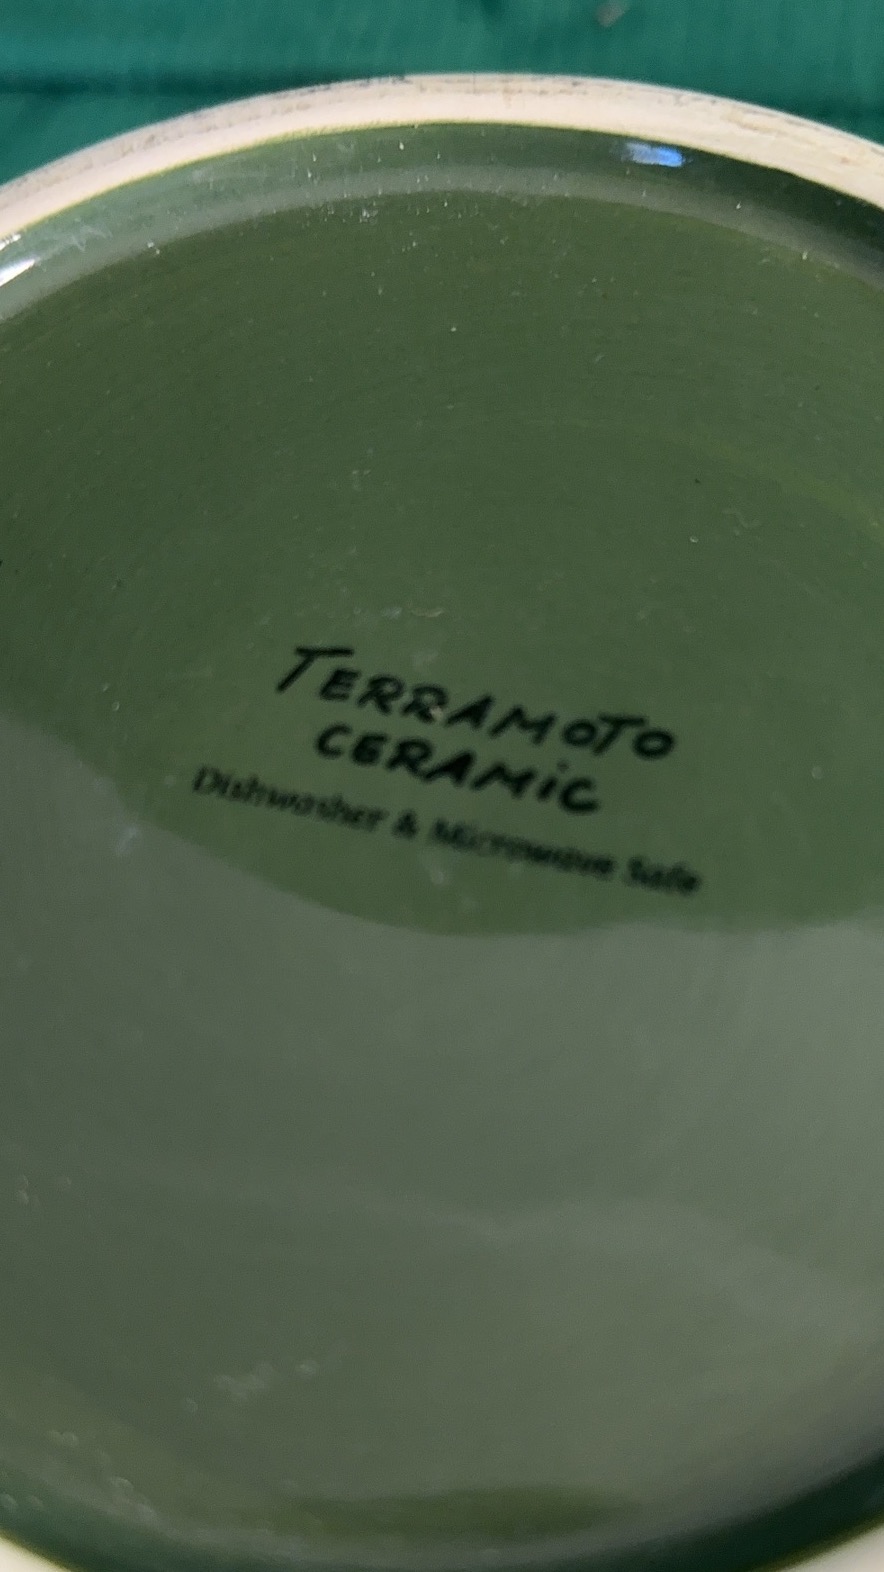 TERRAMOTO
CERAMiC
Dishwasher & Microwave Safe